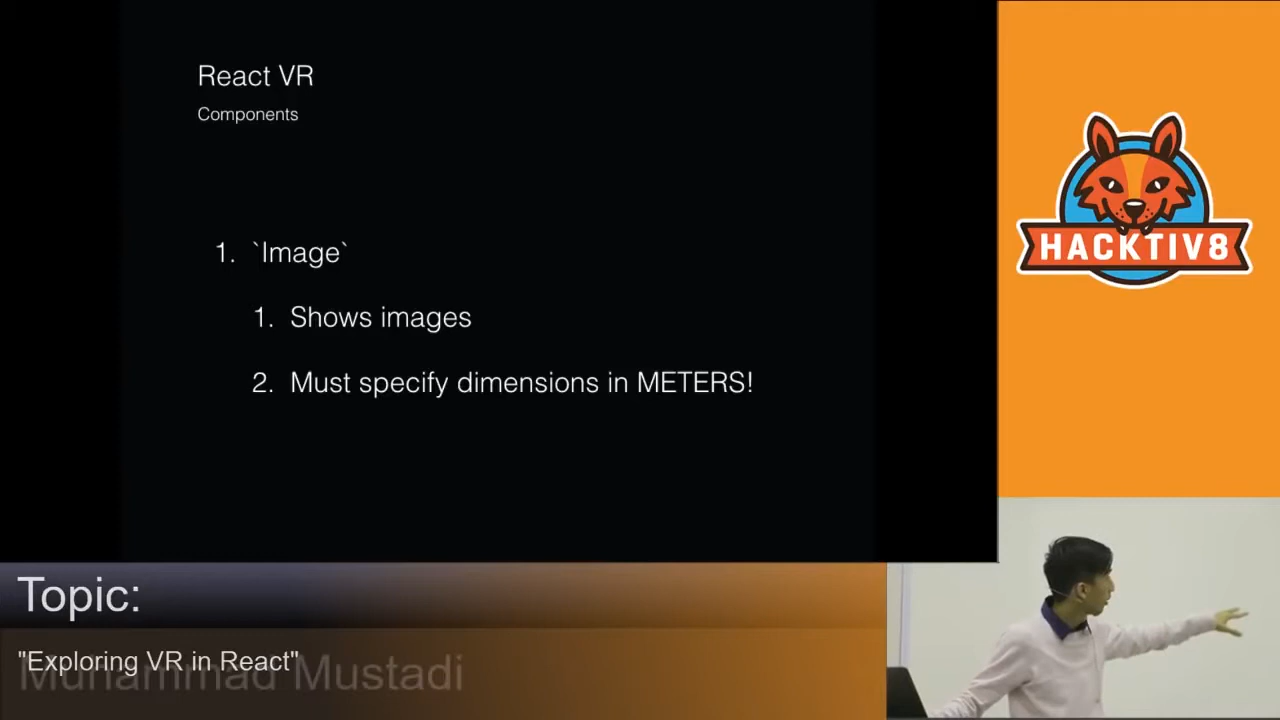 React VR
Components
1. `Image`
1. Shows images
2. Must specify dimensions in METERS!
HACKTIV8
Topic:
"Exploring VR in React"
Muhammad Mustadi